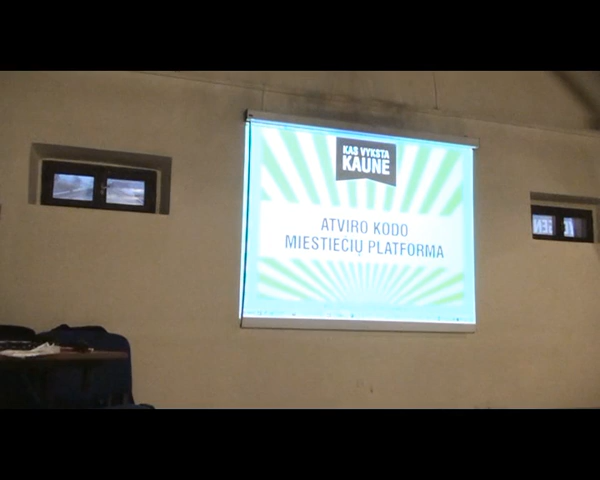 KAS VYKSTA
KAUNE
ATVIRO KODO
MIESTIEČIŲ PLATFORMA